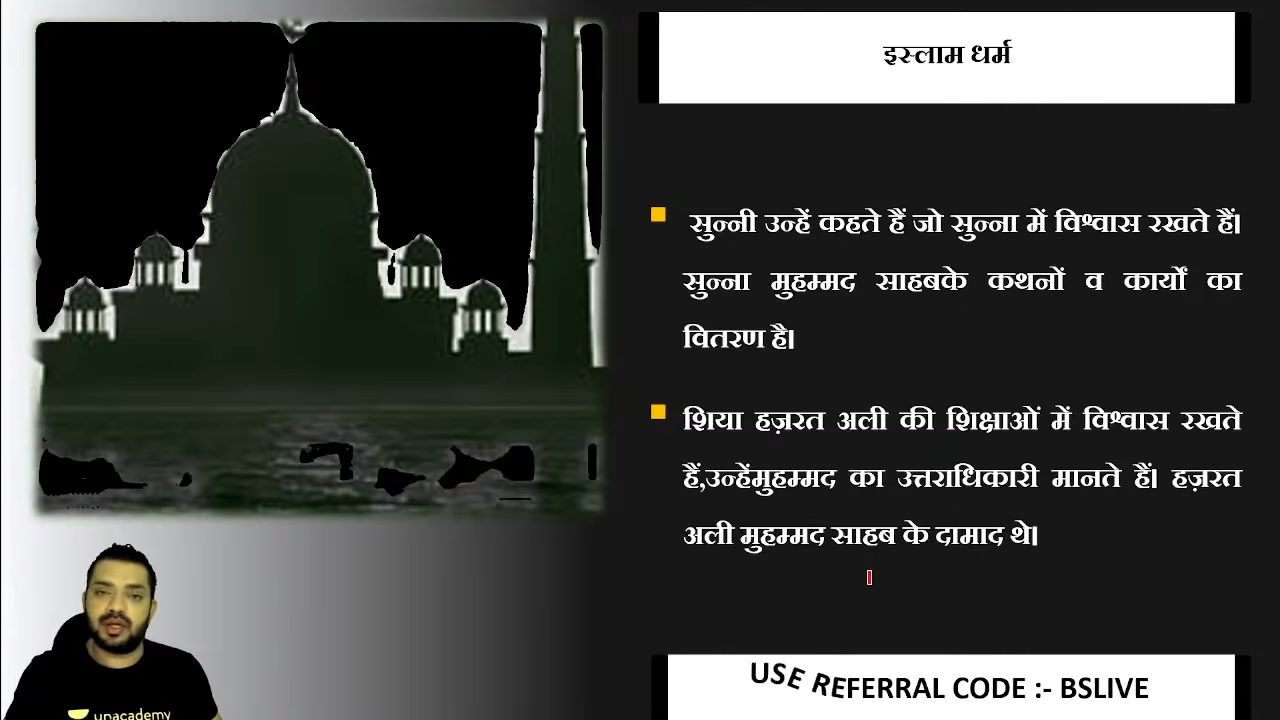 इस्लाम धर्म
सुन्नी उन्हें कहते हैं जो सुन्ना में विश्वास रखते हैं।
सुन्ना मुहम्मद साहबके कथनों व कार्यों का
वितरण है।
शिया हज़रत अली की शिक्षाओं में विश्वास रखते
हैं,उन्हेंमुहम्मद का उत्तराधिकारी मानते हैं। हज़रत
अली मुहम्मद साहब के दामाद थे।
USE REFERRAL CODE :- BSLIVE
unacademy